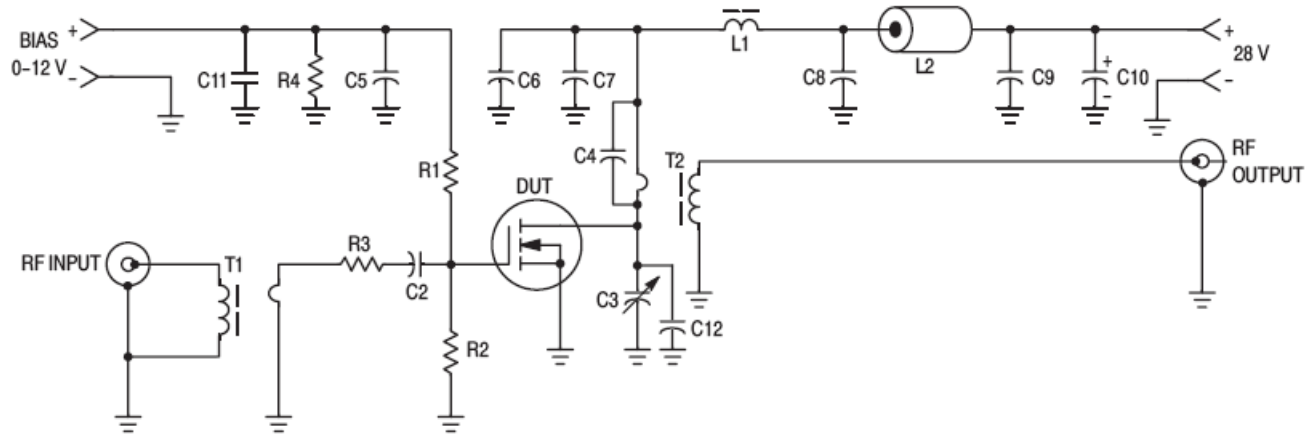 BIAS +
0–12 V –
C11
R4
C5
C6
C7
L1
C8
L2
C9
+
C10
–
+
28 V
–
R1
C4
T2
DUT
RF
OUTPUT
RF INPUT
T1
R3
C2
C3
C12
R2